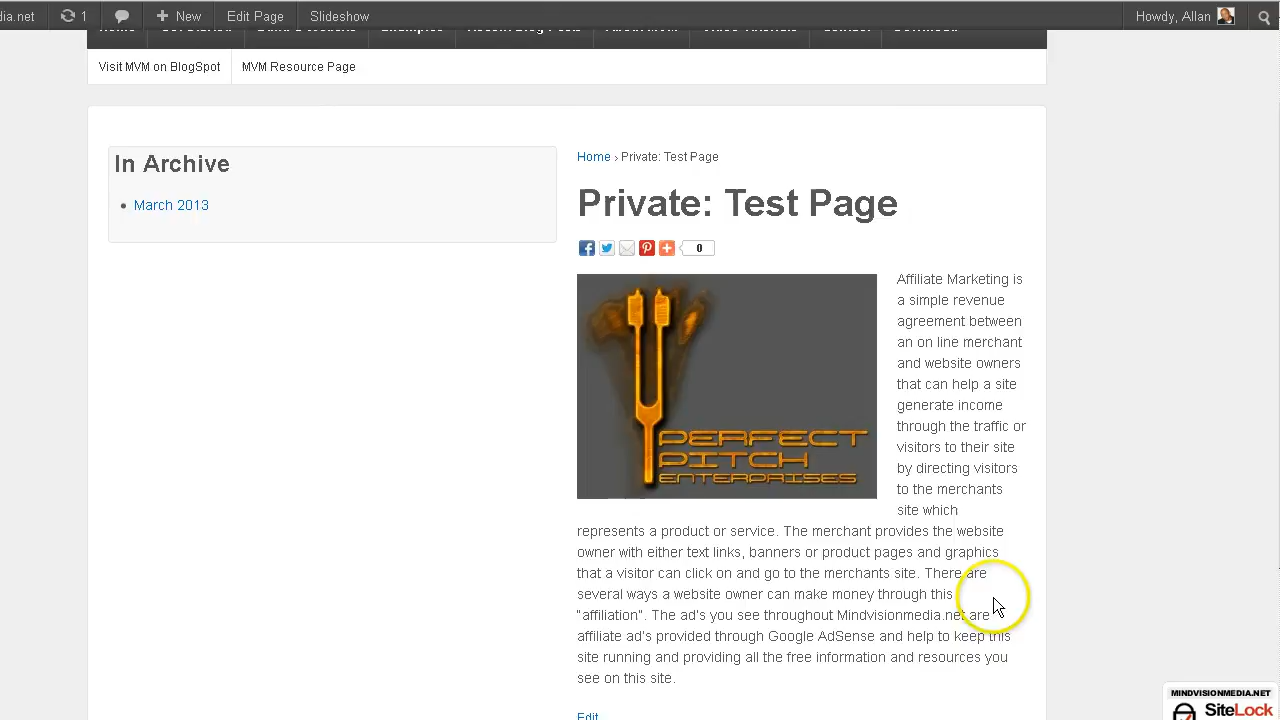 dia.net 1 New Edit Page Slideshow Howdy, Allan
Visit MVM on BlogSpot MVM Resource Page
In Archive
March 2013
Home › Private: Test Page
Private: Test Page
0
PERFECT
PITCH
ENTERPRISES
Affiliate Marketing is
a simple revenue
agreement between
an on line merchant
and website owners
that can help a site
generate income
through the traffic or
visitors to their site
by directing visitors
to the merchants
site which
represents a product or service. The merchant provides the website
owner with either text links, banners or product pages and graphics
that a visitor can click on and go to the merchants site. There are
several ways a website owner can make money through this
"affiliation". The ad's you see throughout Mindvisionmedia.net are
affiliate ad's provided through Google AdSense and help to keep this
site running and providing all the free information and resources you
see on this site.
Edit
MINDVISIONMEDIA.NET
SiteLock